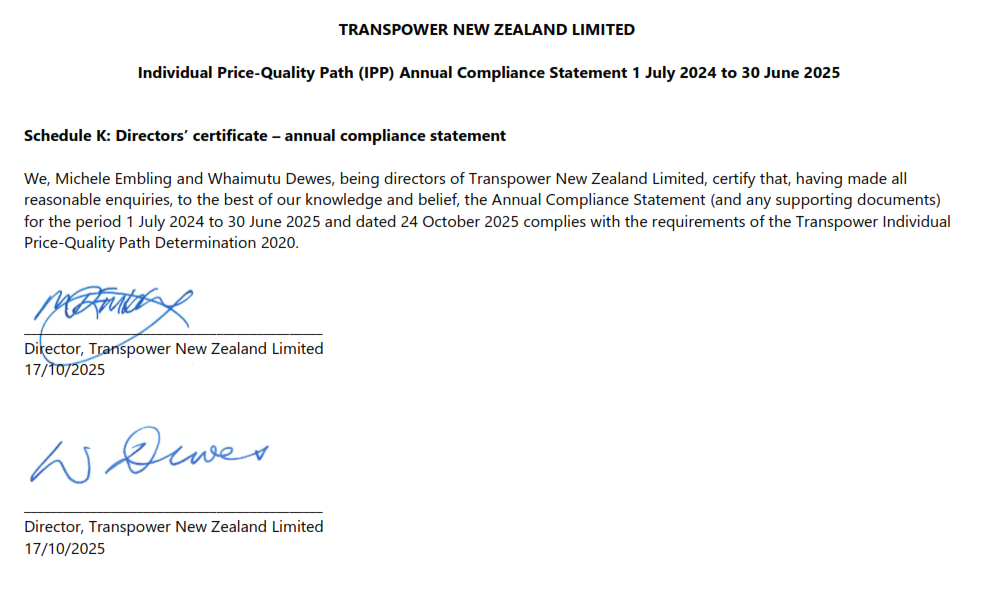 TRANSPOWER NEW ZEALAND LIMITED
Individual Price-Quality Path (IPP) Annual Compliance Statement 1 July 2024 to 30 June 2025
Schedule K: Directors’ certificate – annual compliance statement
We, Michele Embling and Whaimutu Dewes, being directors of Transpower New Zealand Limited, certify that, having made all
reasonable enquiries, to the best of our knowledge and belief, the Annual Compliance Statement (and any supporting documents)
for the period 1 July 2024 to 30 June 2025 and dated 24 October 2025 complies with the requirements of the Transpower Individual
Price-Quality Path Determination 2020.
Director, Transpower New Zealand Limited
17/10/2025
W Dewes
Director, Transpower New Zealand Limited
17/10/2025